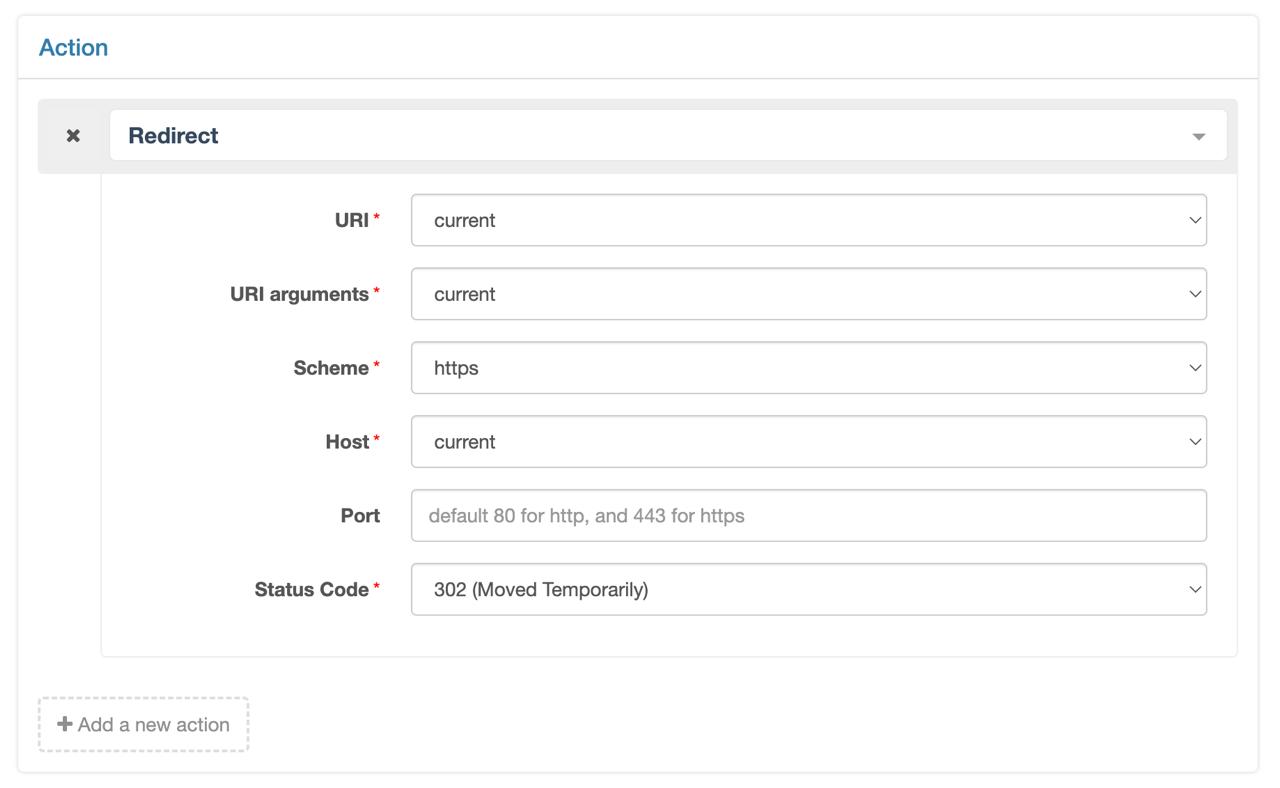 Action
✖ Redirect
URI* current
URI arguments* current
Scheme* https
Host* current
Port default 80 for http, and 443 for https
Status Code* 302 (Moved Temporarily)
+ Add a new action